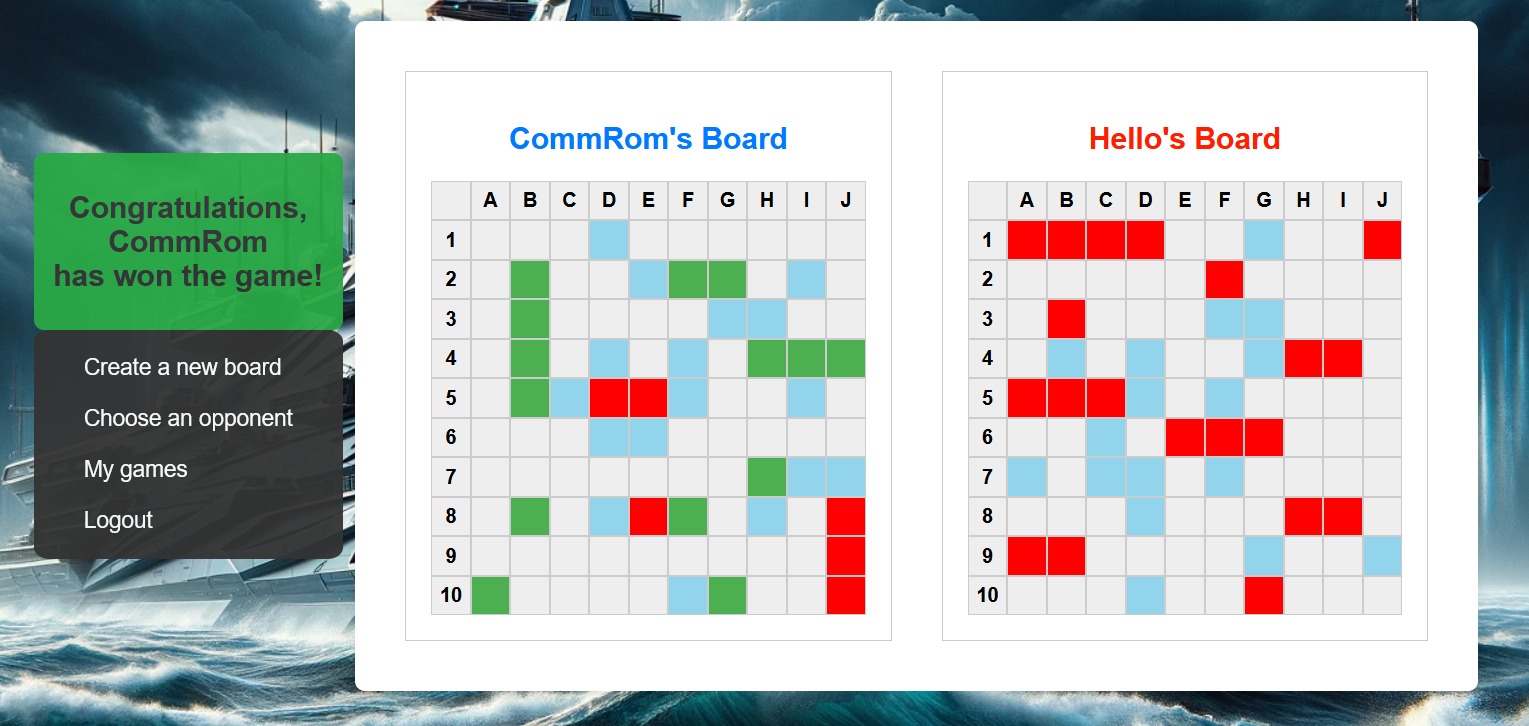 Congratulations,
CommRom
has won the game!
Create a new board
Choose an opponent
My games
Logout
CommRom's Board
A B C D E F G H I J
1
2
3
4
5
6
7
8
9
10
Hello's Board
A B C D E F G H I J
1
2
3
4
5
6
7
8
9
10